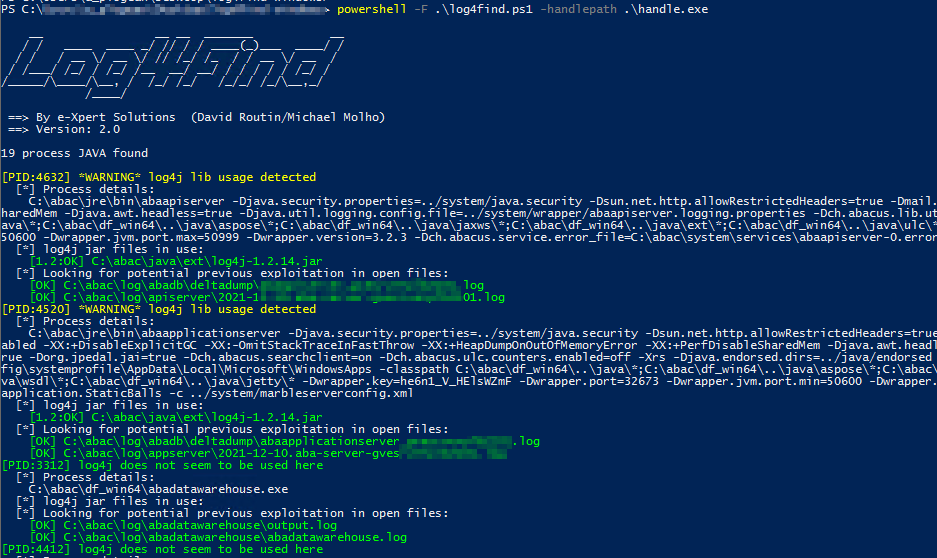 PS C:\ powershell -F .\log4find.ps1 -handlepath .\handle.exe
Log4Find
==> By e-Xpert Solutions  (David Routin/Michael Molho)
==> Version: 2.0
19 process JAVA found
[PID:4632] *WARNING* log4j lib usage detected
[*] Process details:
C:\abac\jre\bin\abaapiserver -Djava.security.properties=../system/java.security -Dsun.net.http.allowRestrictedHeaders=true -Dmail.
haredMem -Djava.awt.headless=true -Djava.util.logging.config.file=../system/wrapper/abaapiserver.logging.properties -Dch.abacus.lib.ut
ava\*;C:\abac\df_win64\..\java\aspose\*;C:\abac\df_win64\..\java\jaxws\*;C:\abac\df_win64\..\java\ext\*;C:\abac\df_win64\..\java\ulc\*
50600 -Dwrapper.jvm.port.max=50999 -Dwrapper.version=3.2.3 -Dch.abacus.service.error_file=C:\abac\system\services\abaapiserver-0.error
[*] log4j jar files in use:
[1.2:OK] C:\abac\java\ext\log4j-1.2.14.jar
[*] Looking for potential previous exploitation in open files:
[OK] C:\abac\log\abadb\deltadump\ .log
[OK] C:\abac\log\apiserver\2021-1 01.log
[PID:4520] *WARNING* log4j lib usage detected
[*] Process details:
C:\abac\jre\bin\abaapplicationserver -Djava.security.properties=../system/java.security -Dsun.net.http.allowRestrictedHeaders=true
abled -XX:+DisableExplicitGC -XX:-OmitStackTraceInFastThrow -XX:+HeapDumpOnOutOfMemoryError -XX:+PerfDisableSharedMem -Djava.awt.headl
rue -Dorg.jpedal.jai=true -Dch.abacus.searchclient=on -Dch.abacus.ulc.counters.enabled=off -Xrs -Djava.endorsed.dirs=../java/endorsed
fig\systemprofile\AppData\Local\Microsoft\WindowsApps -classpath C:\abac\df_win64\..\java\*;C:\abac\df_win64\..\java\aspose\*;C:\abac\
va\wsdl\*;C:\abac\df_win64\..\java\jetty\* -Dwrapper.key=he6n1_V_HElsWZmF -Dwrapper.port=32673 -Dwrapper.jvm.port.min=50600 -Dwrapper.
application.StaticBalls -c ../system/marbleserverconfig.xml
[*] log4j jar files in use:
[1.2:OK] C:\abac\java\ext\log4j-1.2.14.jar
[*] Looking for potential previous exploitation in open files:
[OK] C:\abac\log\abadb\deltadump\abaapplicationserver .log
[OK] C:\abac\log\appserver\2021-12-10.aba-server-gves
[PID:3312] log4j does not seem to be used here
[*] Process details:
C:\abac\df_win64\abadatawarehouse.exe
[*] log4j jar files in use:
[*] Looking for potential previous exploitation in open files:
[OK] C:\abac\log\abadatawarehouse\output.log
[OK] C:\abac\log\abadatawarehouse\abadatawarehouse.log
[PID:4412] log4j does not seem to be used here